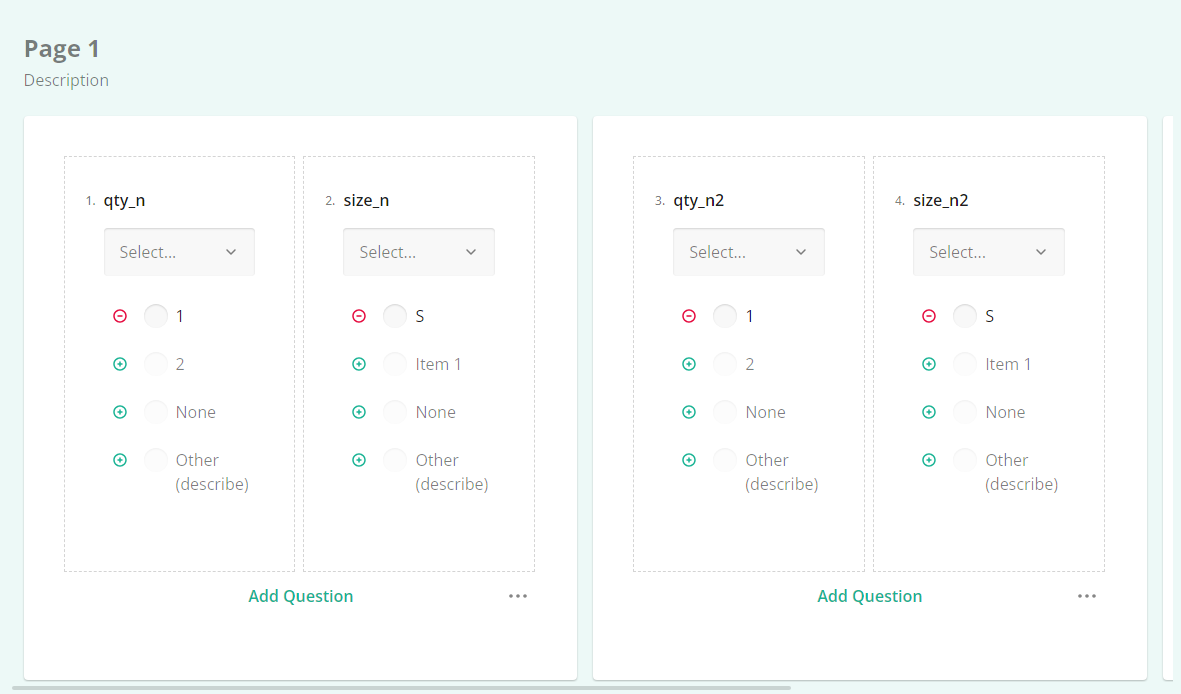 Page 1
Description
1. qty_n
Select...
1
2
None
Other
(describe)
2. size_n
Select...
S
Item 1
None
Other
(describe)
Add Question
3. qty_n2
Select...
1
2
None
Other
(describe)
4. size_n2
Select...
S
Item 1
None
Other
(describe)
Add Question